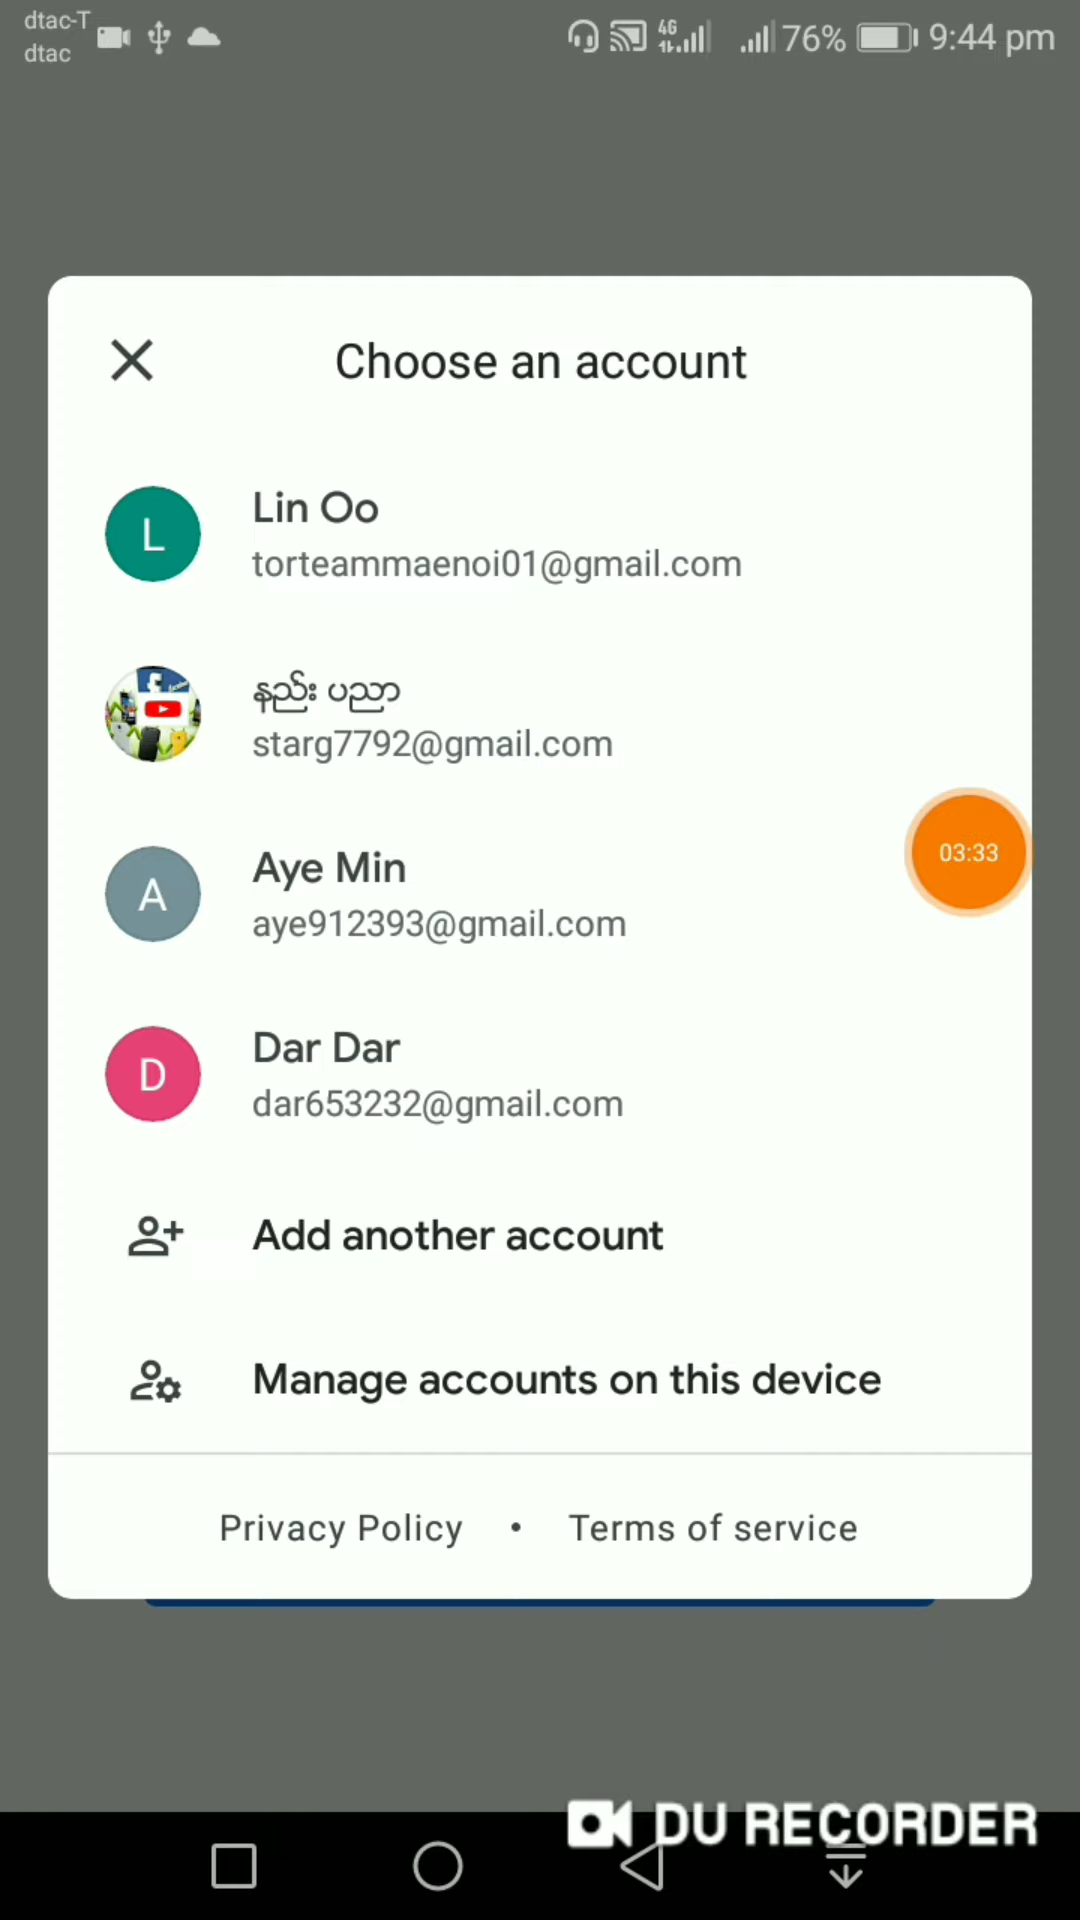 dtac-T
dtac
4G
76%
9:44 pm
Choose an account
L
Lin Oo
torteammaenoi01@gmail.com
နည်း ပညာ
starg7792@gmail.com
03:33
A
Aye Min
aye912393@gmail.com
D
Dar Dar
dar653232@gmail.com
Add another account
Manage accounts on this device
Privacy Policy • Terms of service
DU RECORDER